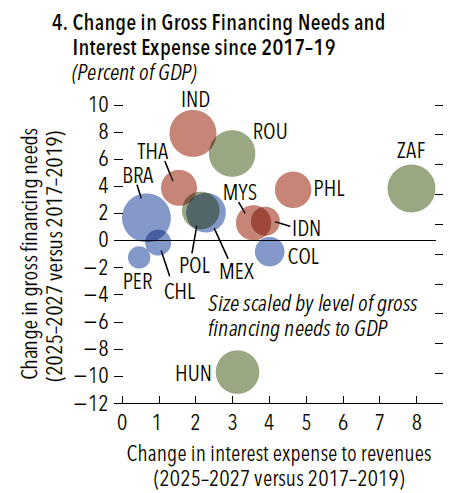 4. Change in Gross Financing Needs and
Interest Expense since 2017–19
(Percent of GDP)
Change in gross financing needs
(2025–2027 versus 2017–2019)
10
8
6
4
2
0
−2
−4
−6
−8
−10
−12
IND
ROU
THA
ZAF
BRA
MYS
PHL
IDN
POL
MEX
COL
PER
CHL
Size scaled by level of gross
financing needs to GDP
HUN
0 1 2 3 4 5 6 7 8
Change in interest expense to revenues
(2025–2027 versus 2017–2019)